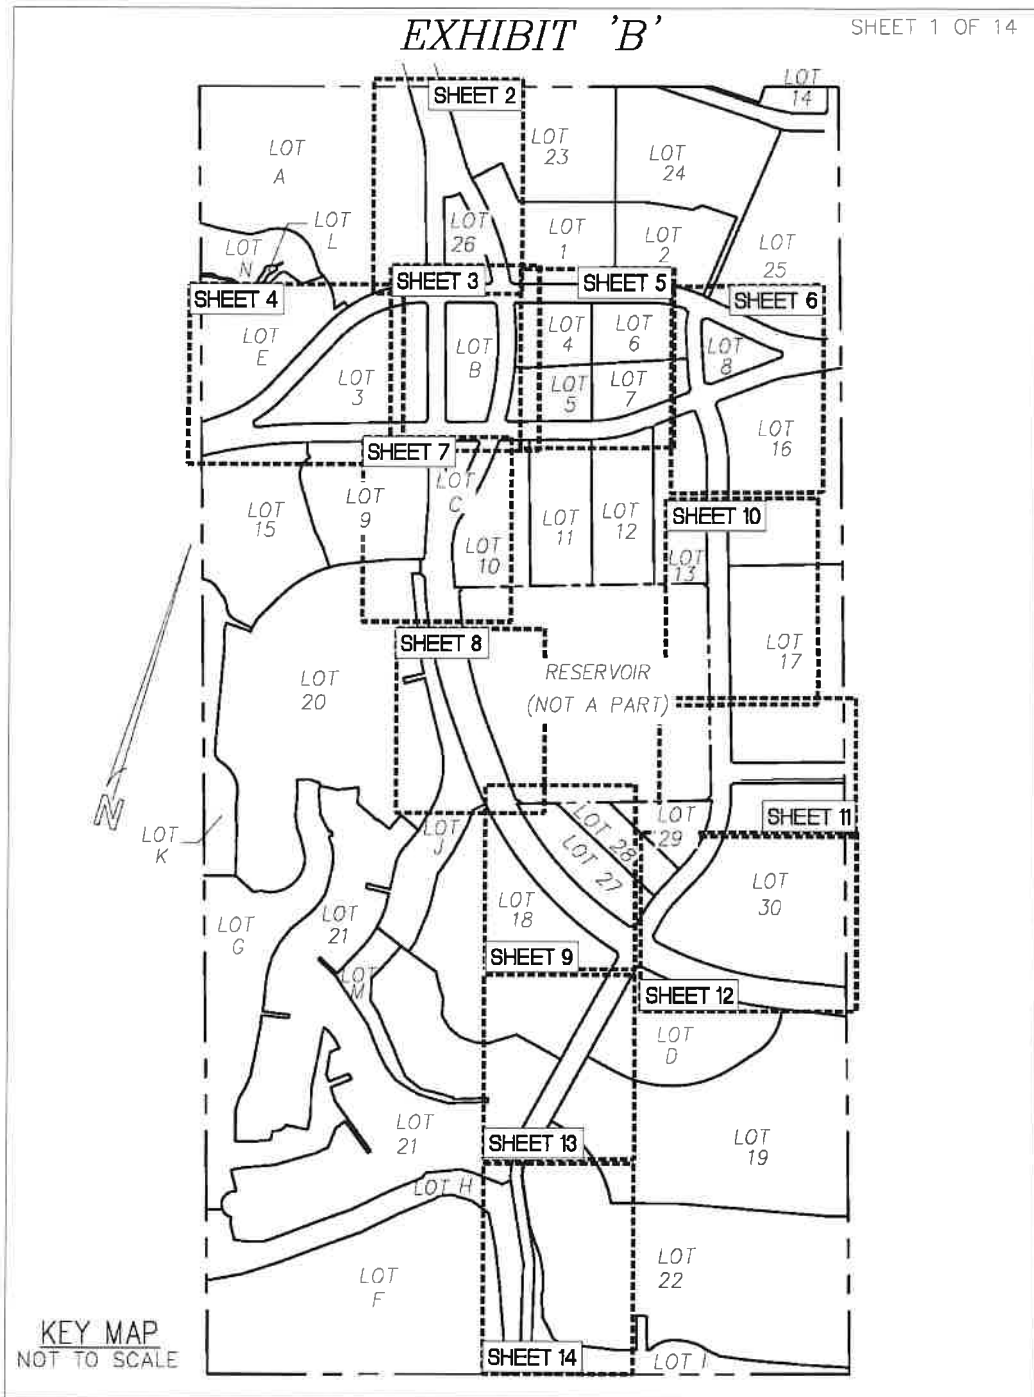 EXHIBIT 'B'
SHEET 1 OF 14
LOT
14
SHEET 2
LOT
A
LOT
23
LOT
24
LOT
L
LOT
N
LOT
26
LOT
1
LOT
2
LOT
25
SHEET 3
SHEET 5
SHEET 4
SHEET 6
LOT
E
LOT
3
LOT
B
LOT
4
LOT
6
LOT
8
LOT
5
LOT
7
LOT
16
SHEET 7
LOT
15
LOT
9
LOT
C
LOT
10
LOT
11
LOT
12
SHEET 10
LOT
13
SHEET 8
LOT
20
RESERVOIR
(NOT A PART)
LOT
17
N
LOT
K
LOT
J
LOT 28
LOT 27
LOT
29
SHEET 11
LOT
30
LOT
18
LOT
G
LOT
21
SHEET 9
LOT
M
SHEET 12
LOT
D
LOT
21
SHEET 13
LOT
19
LOT H
LOT
F
LOT
22
KEY MAP
NOT TO SCALE
SHEET 14
LOT I